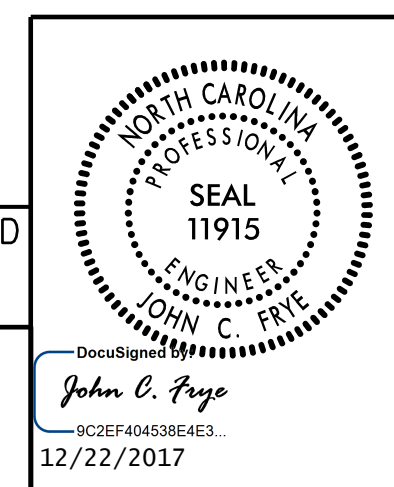 NORTH CAROLINA
PROFESSIONAL
SEAL
11915
ENGINEER
JOHN C. FRYE
D
DocuSigned by:
John C. Frye
9C2EF404538E4E3...
12/22/2017